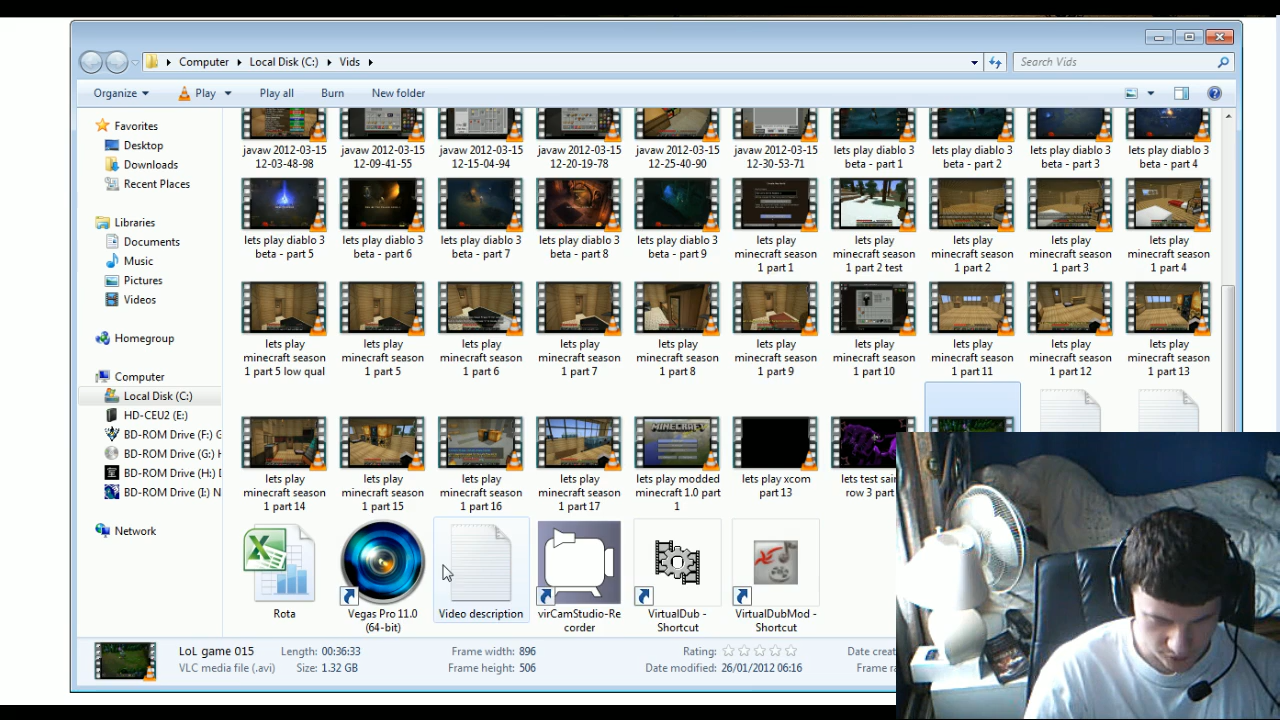 Computer Local Disk (C:) Vids
Search Vids
Organize Play Play all Burn New folder
Favorites
Desktop
Downloads
Recent Places
Libraries
Documents
Music
Pictures
Videos
Homegroup
Computer
Local Disk (C:)
HD-CEU2 (E:)
BD-ROM Drive (F:) G
BD-ROM Drive (G:) H
BD-ROM Drive (H:) D
BD-ROM Drive (I:) N
Network
javaw 2012-03-15 12-03-48-98
javaw 2012-03-15 12-09-41-55
javaw 2012-03-15 12-15-04-94
javaw 2012-03-15 12-20-19-78
javaw 2012-03-15 12-25-40-90
javaw 2012-03-15 12-30-53-71
lets play diablo 3 beta - part 1
lets play diablo 3 beta - part 2
lets play diablo 3 beta - part 3
lets play diablo 3 beta - part 4
lets play diablo 3 beta - part 5
lets play diablo 3 beta - part 6
lets play diablo 3 beta - part 7
lets play diablo 3 beta - part 8
lets play diablo 3 beta - part 9
lets play minecraft season 1 part 1
lets play minecraft season 1 part 2 test
lets play minecraft season 1 part 2
lets play minecraft season 1 part 3
lets play minecraft season 1 part 4
lets play minecraft season 1 part 5 low qual
lets play minecraft season 1 part 5
lets play minecraft season 1 part 6
lets play minecraft season 1 part 7
lets play minecraft season 1 part 8
lets play minecraft season 1 part 9
lets play minecraft season 1 part 10
lets play minecraft season 1 part 11
lets play minecraft season 1 part 12
lets play minecraft season 1 part 13
lets play minecraft season 1 part 14
lets play minecraft season 1 part 15
lets play minecraft season 1 part 16
lets play minecraft season 1 part 17
MINECRAFT
lets play modded minecraft 1.0 part 1
lets play xcom part 13
lets test sain row 3 part
Rota
Vegas Pro 11.0 (64-bit)
Video description
virCamStudio-Recorder
VirtualDub - Shortcut
VirtualDubMod - Shortcut
LoL game 015
VLC media file (.avi)
Length: 00:36:33
Size: 1.32 GB
Frame width: 896
Frame height: 506
Rating:
Date modified: 26/01/2012 06:16
Date creat
Frame ra